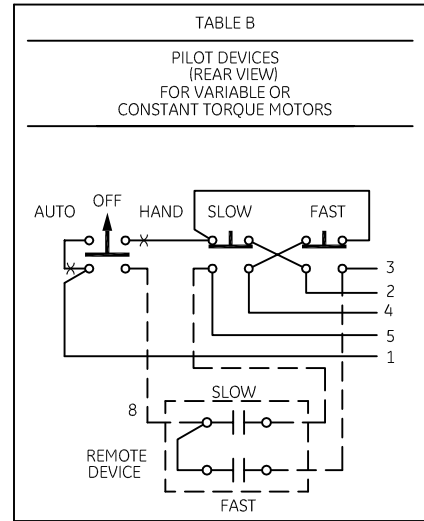 TABLE B
PILOT DEVICES
(REAR VIEW)
FOR VARIABLE OR
CONSTANT TORQUE MOTORS
AUTO OFF HAND SLOW FAST
3
2
4
5
1
SLOW
8
REMOTE
DEVICE
FAST